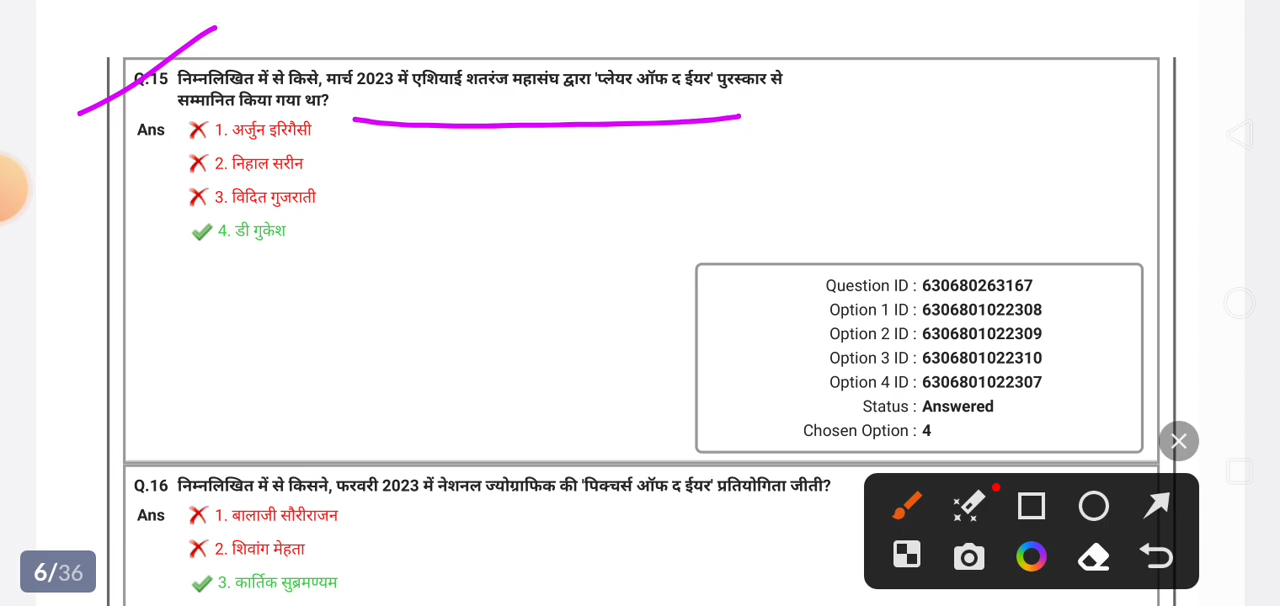 Q.15 निम्नलिखित में से किसे, मार्च 2023 में एशियाई शतरंज महासंघ द्वारा 'प्लेयर ऑफ द ईयर' पुरस्कार से
सम्मानित किया गया था?
Ans 1. अर्जुन इरिगैसी
2. निहाल सरीन
3. विदित गुजराती
4. डी गुकेश
Question ID : 630680263167
Option 1 ID : 6306801022308
Option 2 ID : 6306801022309
Option 3 ID : 6306801022310
Option 4 ID : 6306801022307
Status : Answered
Chosen Option : 4
Q.16 निम्नलिखित में से किसने, फरवरी 2023 में नेशनल ज्योग्राफिक की 'पिक्चर्स ऑफ द ईयर' प्रतियोगिता जीती?
Ans 1. बालाजी सौरीराजन
2. शिवांग मेहता
3. कार्तिक सुब्रमण्यम
6/36